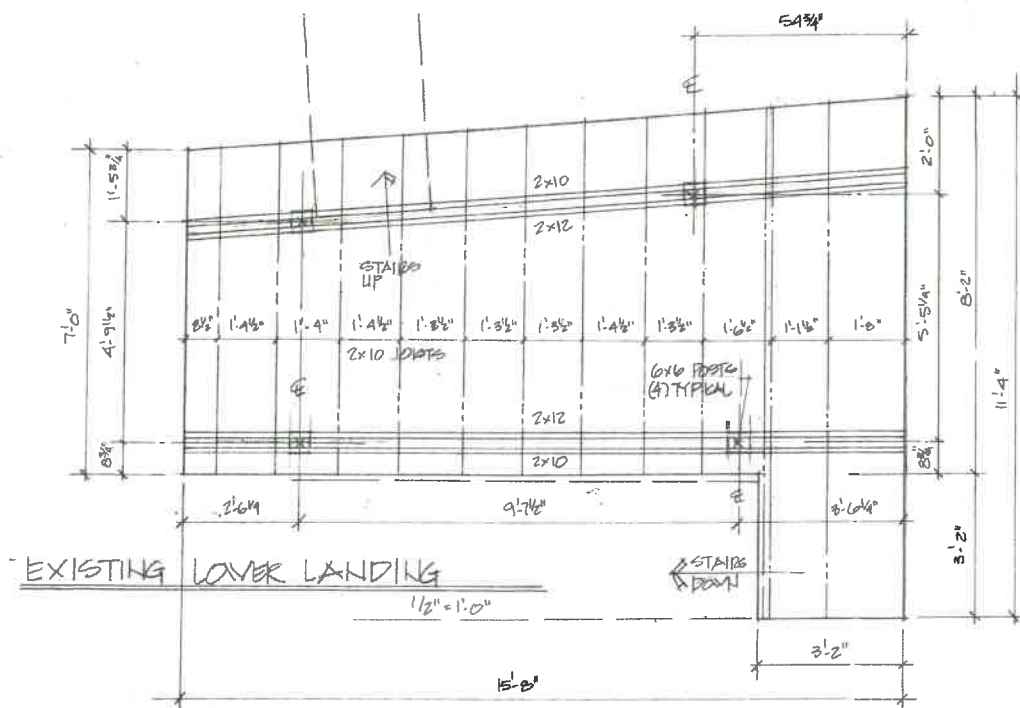 54¾"
℄
1'-5¾"
2'-0"
2x10
2x12
STAIRS
UP
7'-0"
4'-9½"
8'-2"
5'-5¼"
11'-4"
8½"
1'-4½"
1'-4"
1'-4½"
1'-3½"
1'-3½"
1'-3½"
1'-4½"
1'-3½"
1'-6½"
1'-1½"
1'-8"
2x10 JOISTS
6x6 POSTS
(4) TYPICAL
℄
2x12
2x10
8¾"
8¾"
℄
2'-6¼
9'-7½"
3'-6¼"
3'-2"
EXISTING LOWER LANDING
1/2" = 1'-0"
STAIRS
DOWN
3'-2"
15'-8"